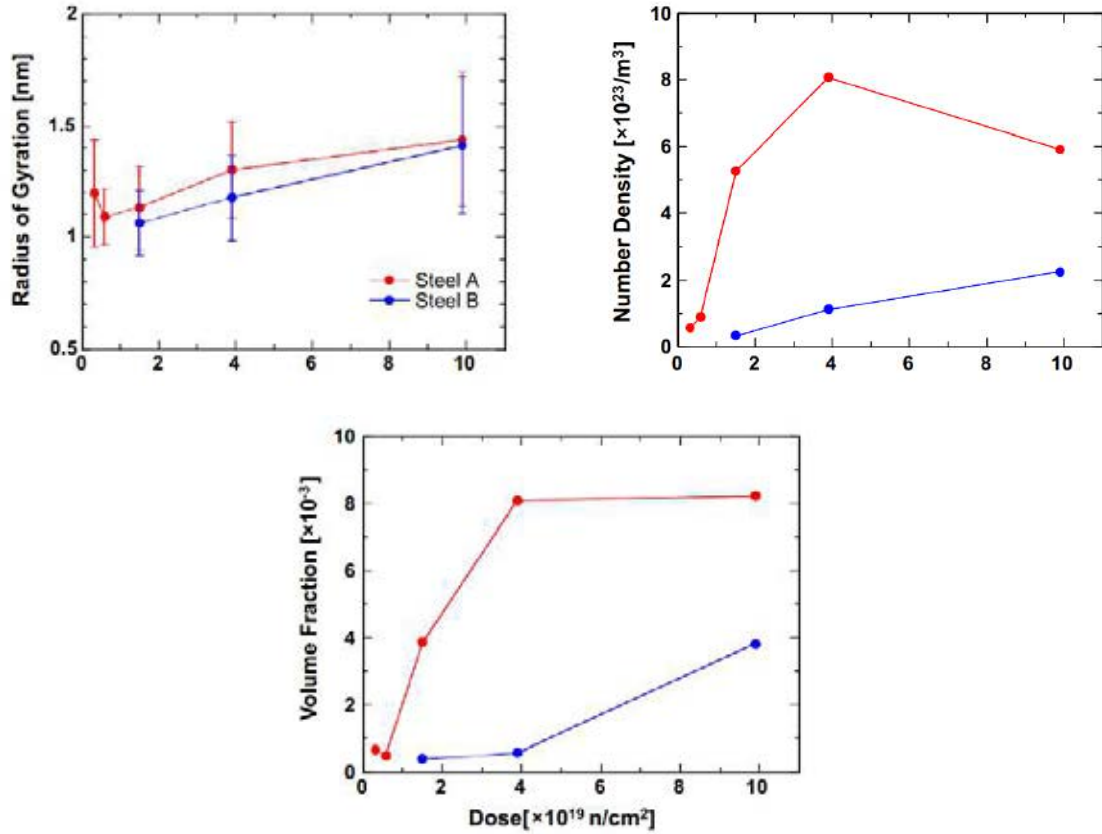 Radius of Gyration [nm]
2
1.5
1
0.5
0 2 4 6 8 10
Steel A
Steel B
Number Density [×10²³/m³]
10
8
6
4
2
0
0 2 4 6 8 10
Volume Fraction [×10⁻³]
10
8
6
4
2
0
0 2 4 6 8 10
Dose[×10¹⁹ n/cm²]